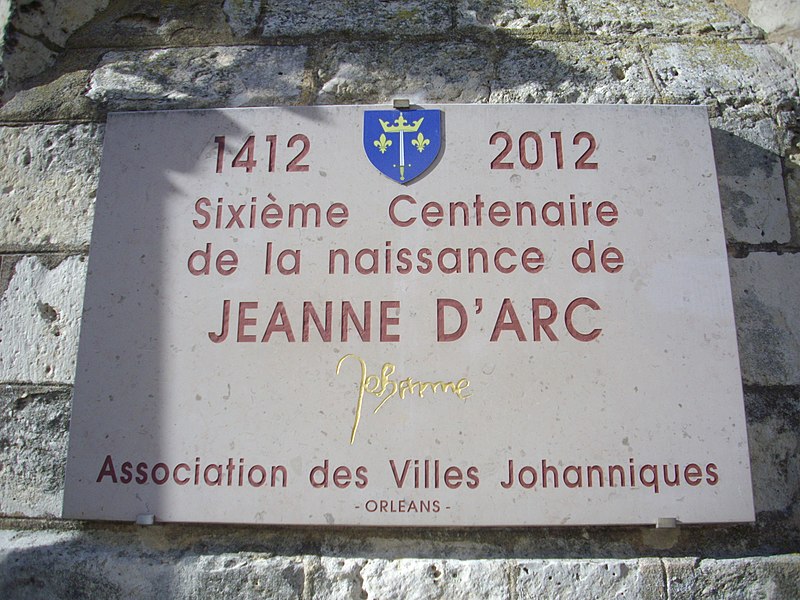 1412 2012
Sixième Centenaire
de la naissance de
JEANNE D'ARC
Jehanne
Association des Villes Johanniques
- ORLEANS -